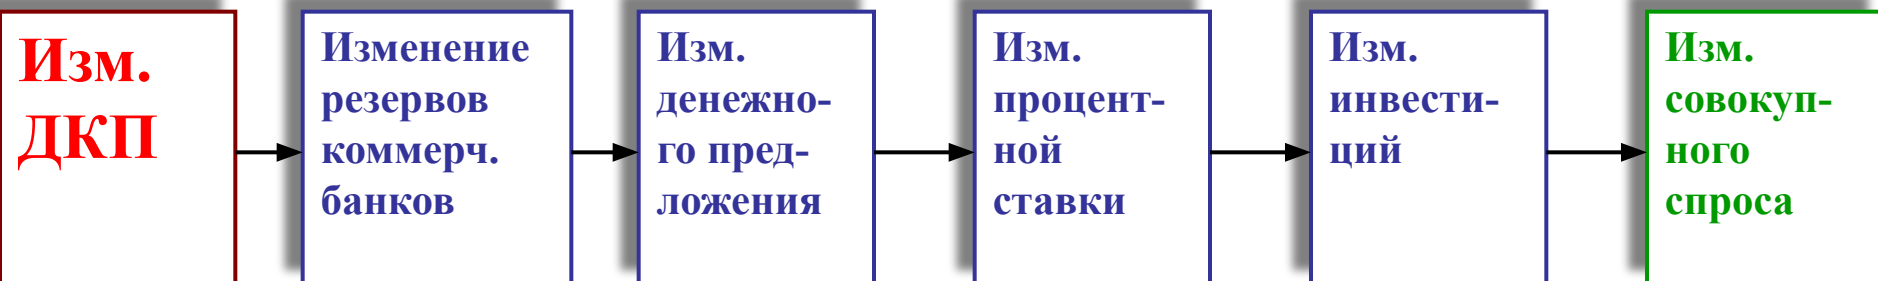 Изм.
ДКП
Изменение
резервов
коммерч.
банков
Изм.
денежно-
го пред-
ложения
Изм.
процент-
ной
ставки
Изм.
инвести-
ций
Изм.
совокуп-
ного
спроса